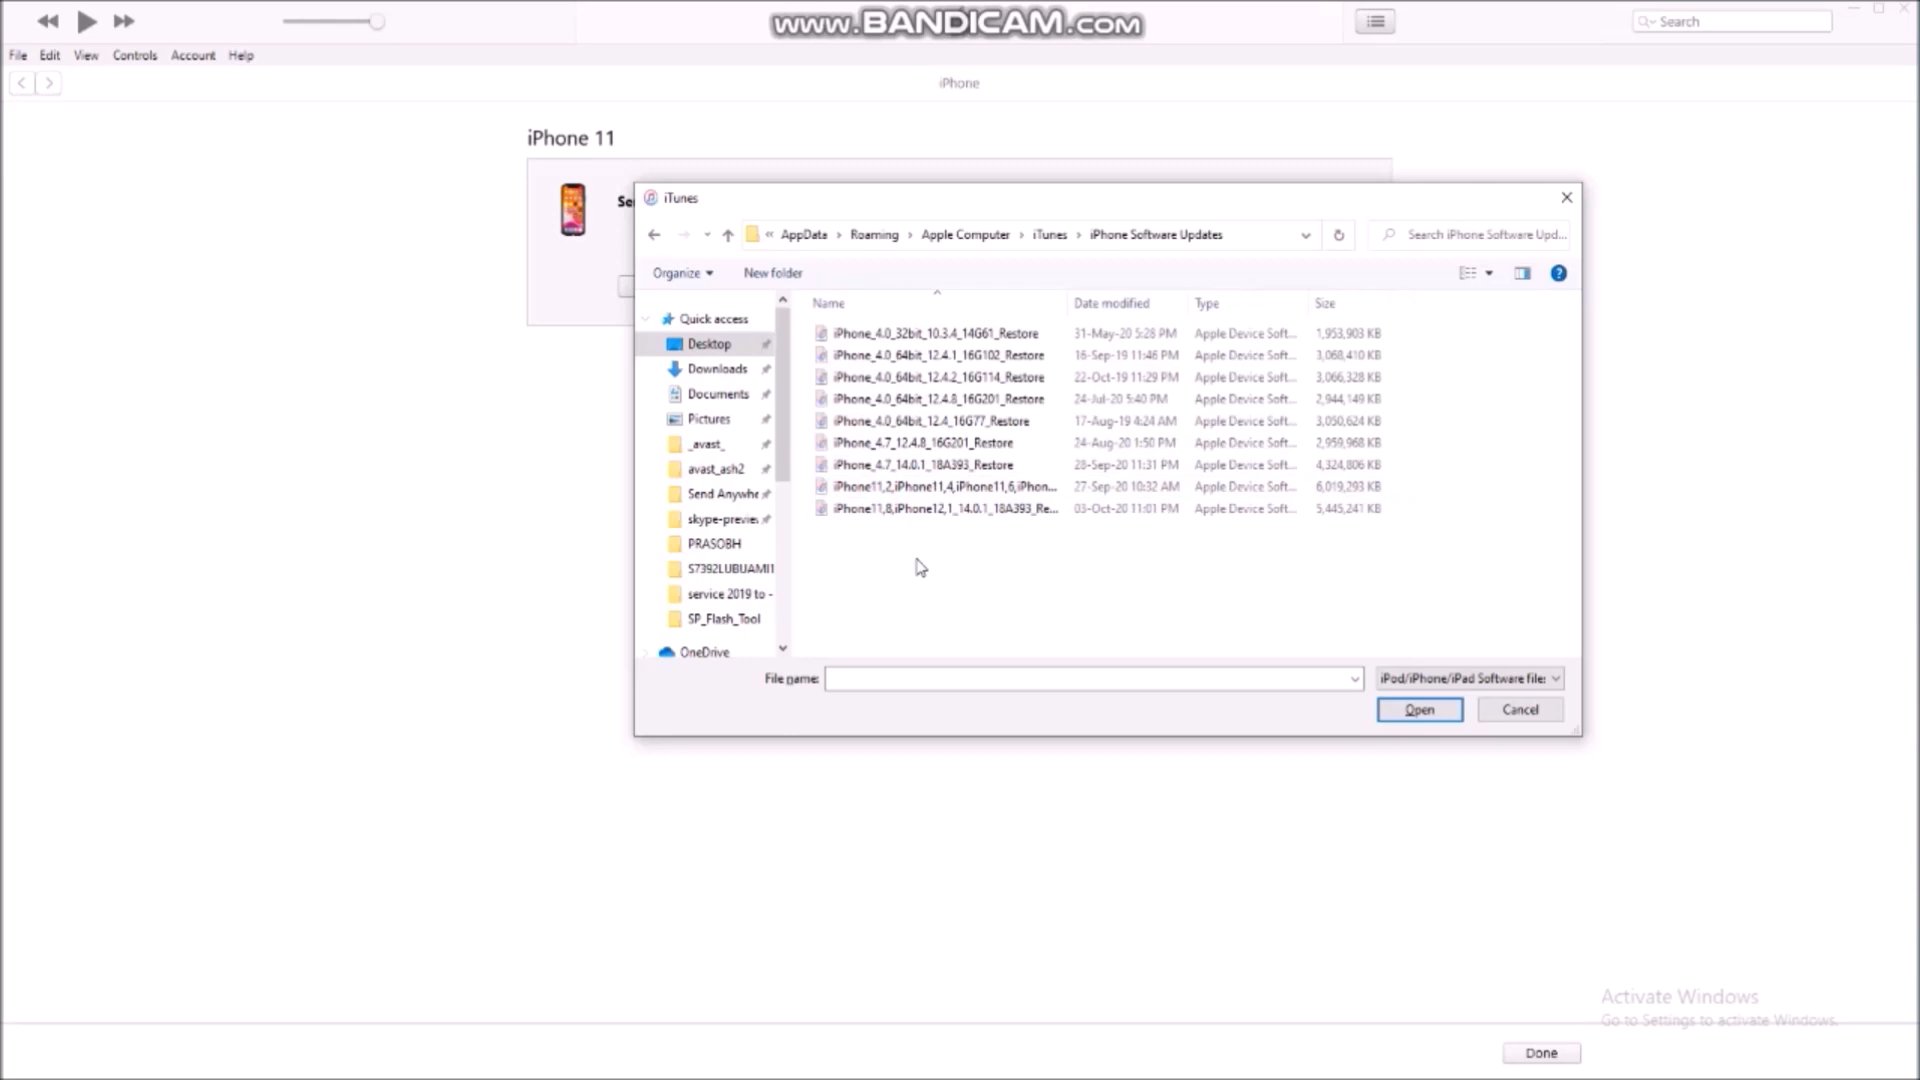 www.BANDICAM.com
Search
File Edit View Controls Account Help
iPhone
iPhone 11
iTunes
« AppData › Roaming › Apple Computer › iTunes › iPhone Software Updates
Search iPhone Software Upd...
Organize New folder
Name Date modified Type Size
iPhone_4.0_32bit_10.3.4_14G61_Restore 31-May-20 5:28 PM Apple Device Soft... 1,953,903 KB
iPhone_4.0_64bit_12.4.1_16G102_Restore 16-Sep-19 11:46 PM Apple Device Soft... 3,068,410 KB
iPhone_4.0_64bit_12.4.2_16G114_Restore 22-Oct-19 11:29 PM Apple Device Soft... 3,066,328 KB
iPhone_4.0_64bit_12.4.8_16G201_Restore 24-Jul-20 5:40 PM Apple Device Soft... 2,944,149 KB
iPhone_4.0_64bit_12.4_16G77_Restore 17-Aug-19 4:24 AM Apple Device Soft... 3,050,624 KB
iPhone_4.7_12.4.8_16G201_Restore 24-Aug-20 1:50 PM Apple Device Soft... 2,959,968 KB
iPhone_4.7_14.0.1_18A393_Restore 28-Sep-20 11:31 PM Apple Device Soft... 4,324,806 KB
iPhone11,2,iPhone11,4,iPhone11,6,iPhon... 27-Sep-20 10:32 AM Apple Device Soft... 6,019,293 KB
iPhone11,8,iPhone12,1_14.0.1_18A393_Re... 03-Oct-20 11:01 PM Apple Device Soft... 5,445,241 KB
Quick access
Desktop
Downloads
Documents
Pictures
_avast_
avast_ash2
Send Anywhe
skype-preview
PRASOBH
S7392LUBUAMI1
service 2019 to -
SP_Flash_Tool
OneDrive
File name: iPod/iPhone/iPad Software file:
Open Cancel
Activate Windows
Go to Settings to activate Windows.
Done